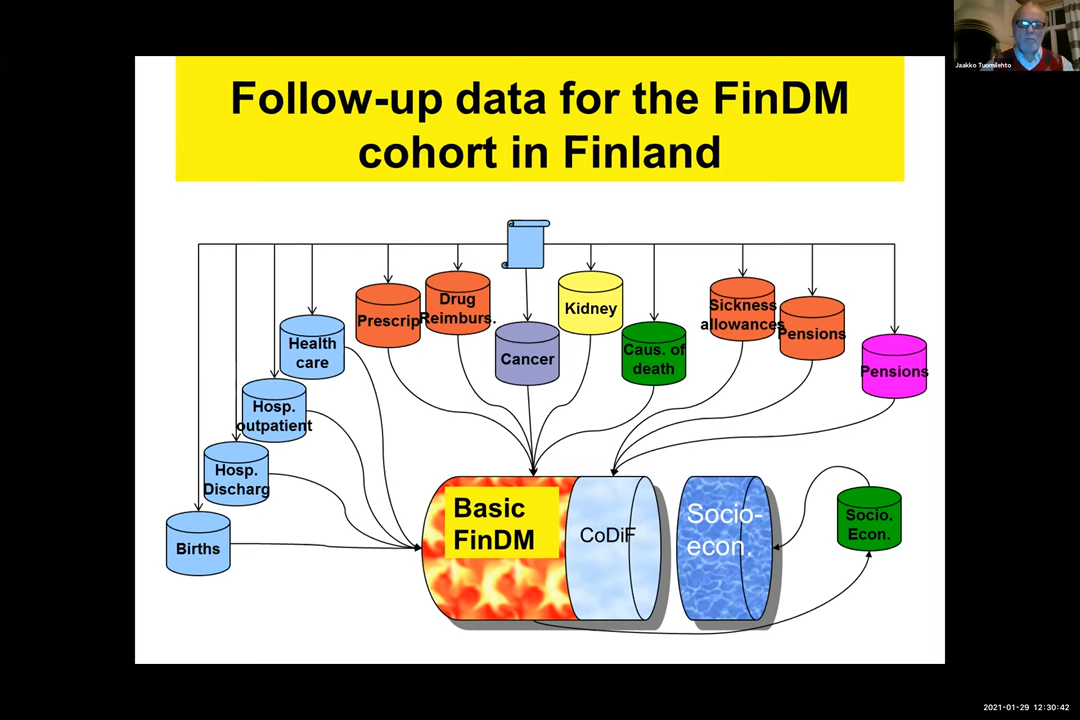 Jaakko Tuomilehto
Follow-up data for the FinDM
cohort in Finland
Health
care
Hosp.
outpatient
Hosp.
Discharg
Births
Prescrip
Drug
Reimburs.
Cancer
Kidney
Caus. of
death
Sickness
allowances
Pensions
Pensions
Basic
FinDM
CoDiF
Socio-
econ.
Socio.
Econ.
2021-01-29 12:30:42